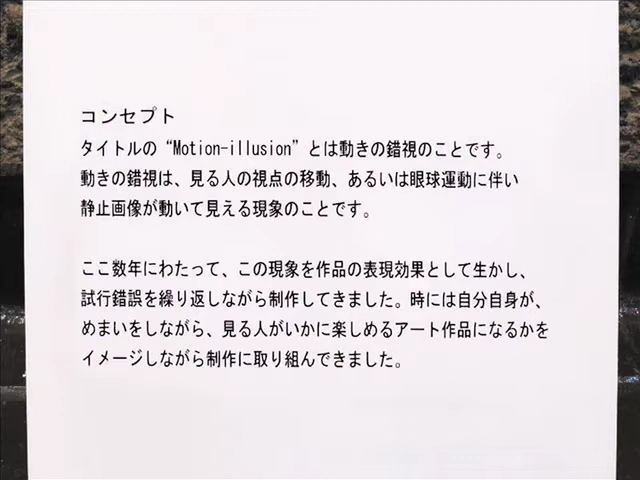 コンセプト
タイトルの“Motion-illusion”とは動きの錯視のことです。
動きの錯視は、見る人の視点の移動、あるいは眼球運動に伴い
静止画像が動いて見える現象のことです。
ここ数年にわたって、この現象を作品の表現効果として生かし、
試行錯誤を繰り返しながら制作してきました。時には自分自身が、
めまいをしながら、見る人がいかに楽しめるアート作品になるかを
イメージしながら制作に取り組んできました。